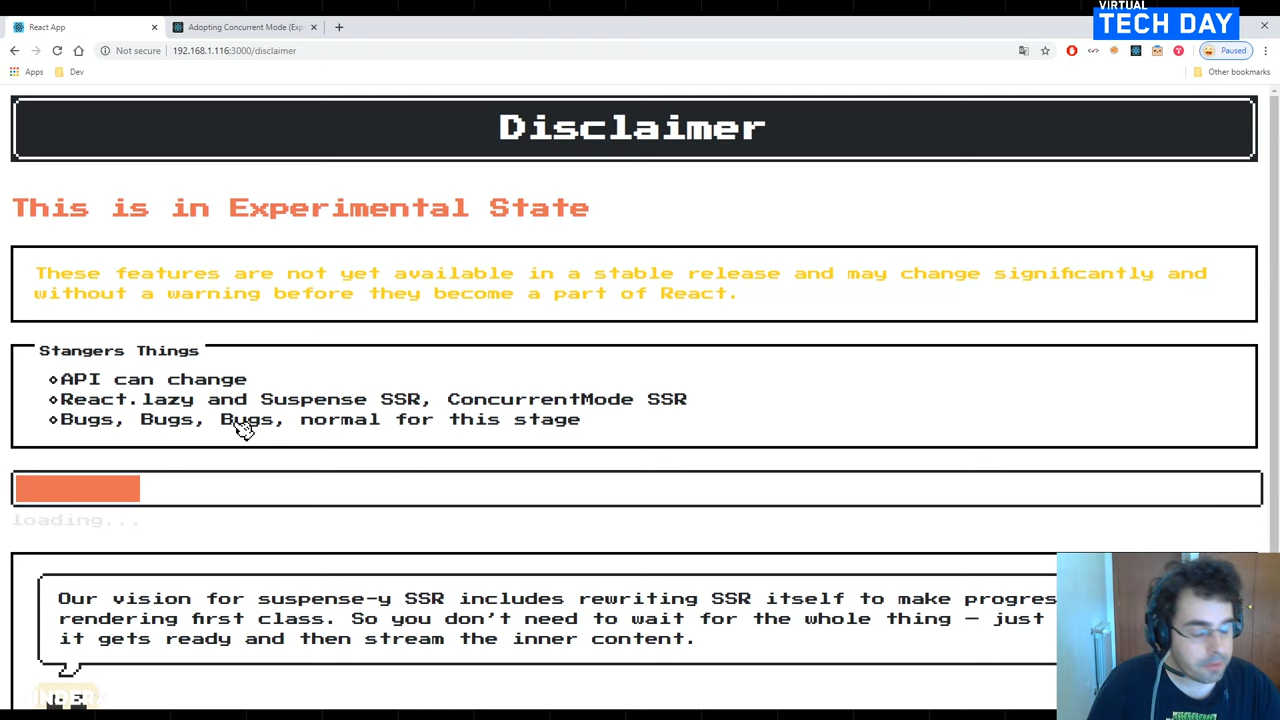 VIRTUAL
TECH DAY
React App
Adopting Concurrent Mode (Exp
Not secure
192.168.1.116:3000/disclaimer
Paused
Apps
Dev
Other bookmarks
Disclaimer
This is in Experimental State
These features are not yet available in a stable release and may change significantly and
without a warning before they become a part of React.
Stangers Things
API can change
React.lazy and Suspense SSR, ConcurrentMode SSR
Bugs, Bugs, Bugs, normal for this stage
loading...
Our vision for suspense-y SSR includes rewriting SSR itself to make progres
rendering first class. So you don't need to wait for the whole thing — just
it gets ready and then stream the inner content.